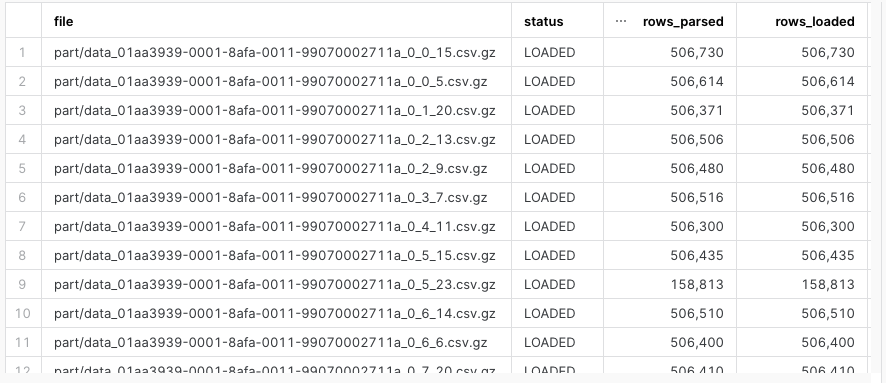 file status ... rows_parsed rows_loaded
1 part/data_01aa3939-0001-8afa-0011-99070002711a_0_0_15.csv.gz LOADED 506,730 506,730
2 part/data_01aa3939-0001-8afa-0011-99070002711a_0_0_5.csv.gz LOADED 506,614 506,614
3 part/data_01aa3939-0001-8afa-0011-99070002711a_0_1_20.csv.gz LOADED 506,371 506,371
4 part/data_01aa3939-0001-8afa-0011-99070002711a_0_2_13.csv.gz LOADED 506,506 506,506
5 part/data_01aa3939-0001-8afa-0011-99070002711a_0_2_9.csv.gz LOADED 506,480 506,480
6 part/data_01aa3939-0001-8afa-0011-99070002711a_0_3_7.csv.gz LOADED 506,516 506,516
7 part/data_01aa3939-0001-8afa-0011-99070002711a_0_4_11.csv.gz LOADED 506,300 506,300
8 part/data_01aa3939-0001-8afa-0011-99070002711a_0_5_15.csv.gz LOADED 506,435 506,435
9 part/data_01aa3939-0001-8afa-0011-99070002711a_0_5_23.csv.gz LOADED 158,813 158,813
10 part/data_01aa3939-0001-8afa-0011-99070002711a_0_6_14.csv.gz LOADED 506,510 506,510
11 part/data_01aa3939-0001-8afa-0011-99070002711a_0_6_6.csv.gz LOADED 506,400 506,400
12 part/data_01aa3939-0001-8afa-0011-99070002711a_0_7_20.csv.gz LOADED 506,410 506,410